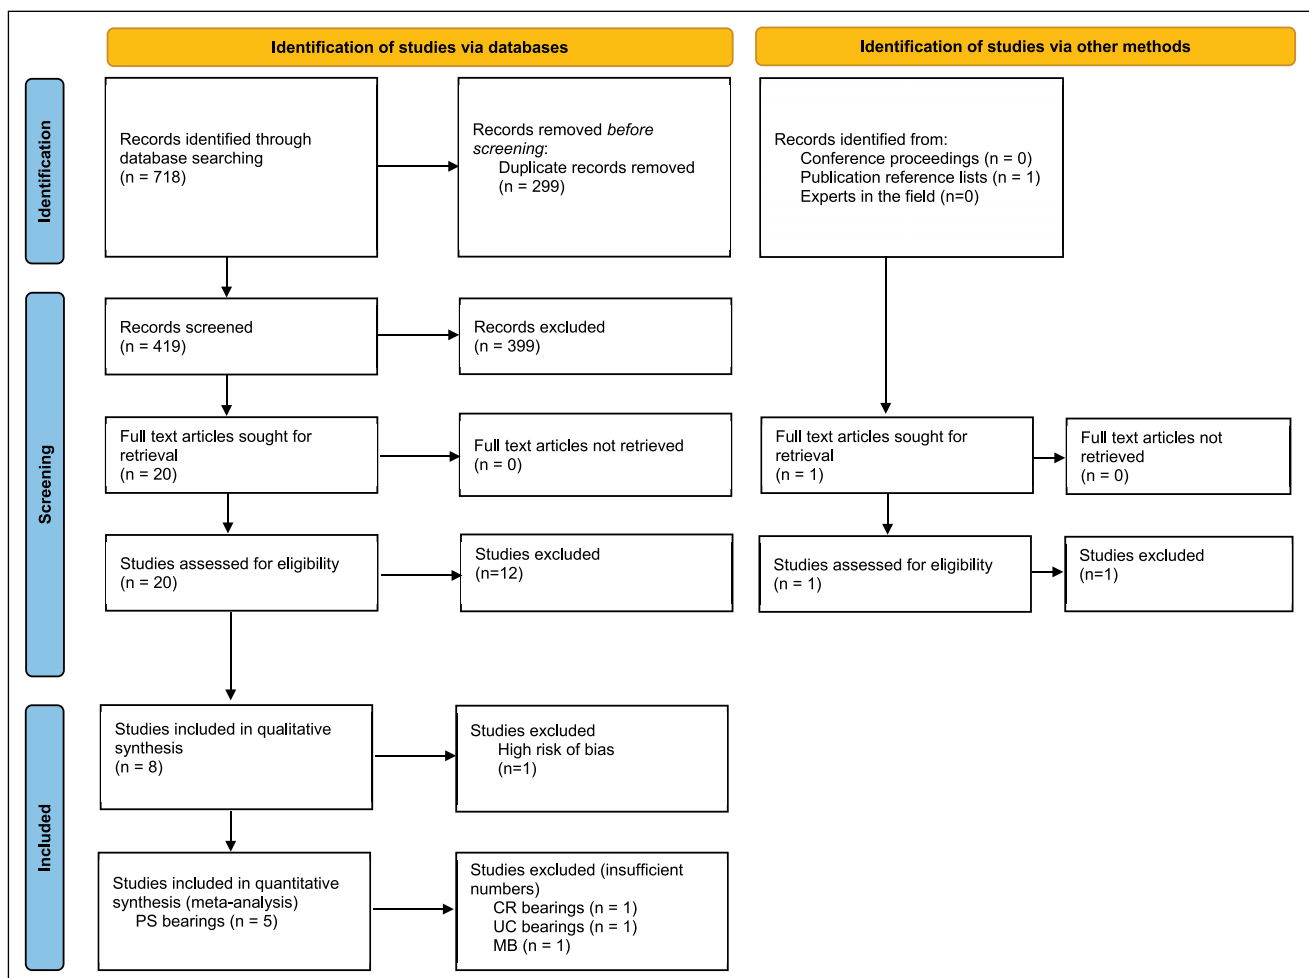 Identification of studies via databases
Identification of studies via other methods
Identification
Records identified through
database searching
(n = 718)
Records removed before
screening:
Duplicate records removed
(n = 299)
Records identified from:
Conference proceedings (n = 0)
Publication reference lists (n = 1)
Experts in the field (n=0)
Screening
Records screened
(n = 419)
Records excluded
(n = 399)
Full text articles sought for
retrieval
(n = 20)
Full text articles not retrieved
(n = 0)
Full text articles sought for
retrieval
(n = 1)
Full text articles not
retrieved
(n = 0)
Studies assessed for eligibility
(n = 20)
Studies excluded
(n=12)
Studies assessed for eligibility
(n = 1)
Studies excluded
(n=1)
Included
Studies included in qualitative
synthesis
(n = 8)
Studies excluded
High risk of bias
(n=1)
Studies included in quantitative
synthesis (meta-analysis)
PS bearings (n = 5)
Studies excluded (insufficient
numbers)
CR bearings (n = 1)
UC bearings (n = 1)
MB (n = 1)